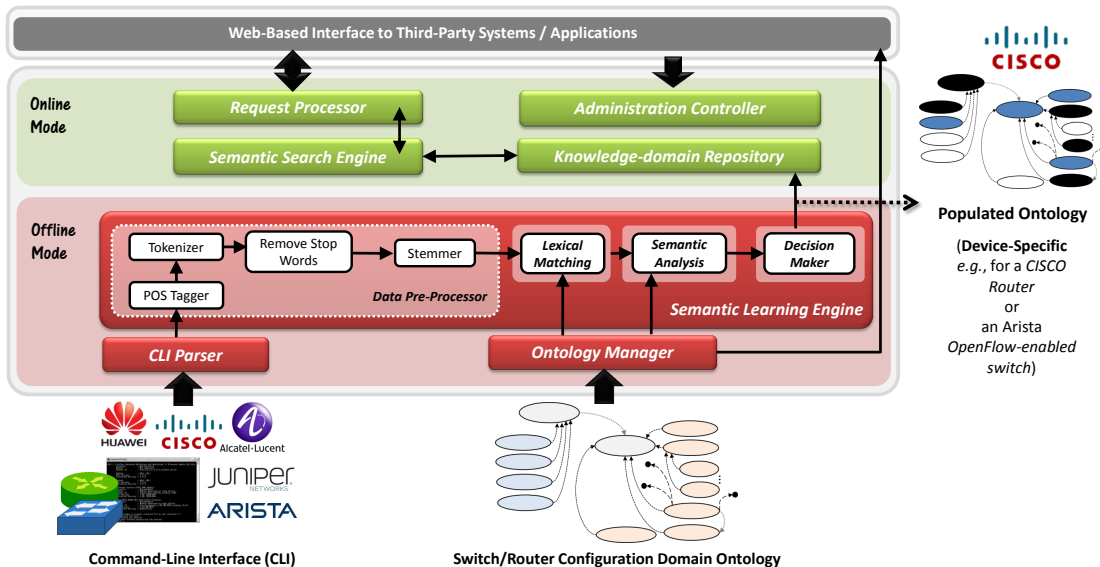 Web-Based Interface to Third-Party Systems / Applications
CISCO
Online
Mode
Request Processor
Administration Controller
Semantic Search Engine
Knowledge-domain Repository
Offline
Mode
Tokenizer
Remove Stop
Words
Stemmer
Lexical
Matching
Semantic
Analysis
Decision
Maker
POS Tagger
Data Pre-Processor
Semantic Learning Engine
CLI Parser
Ontology Manager
Populated Ontology
(Device-Specific
e.g., for a CISCO
Router
or
an Arista
OpenFlow-enabled
switch)
HUAWEI
CISCO
Alcatel·Lucent
JUNIPER
NETWORKS
ARISTA
Command-Line Interface (CLI)
Switch/Router Configuration Domain Ontology